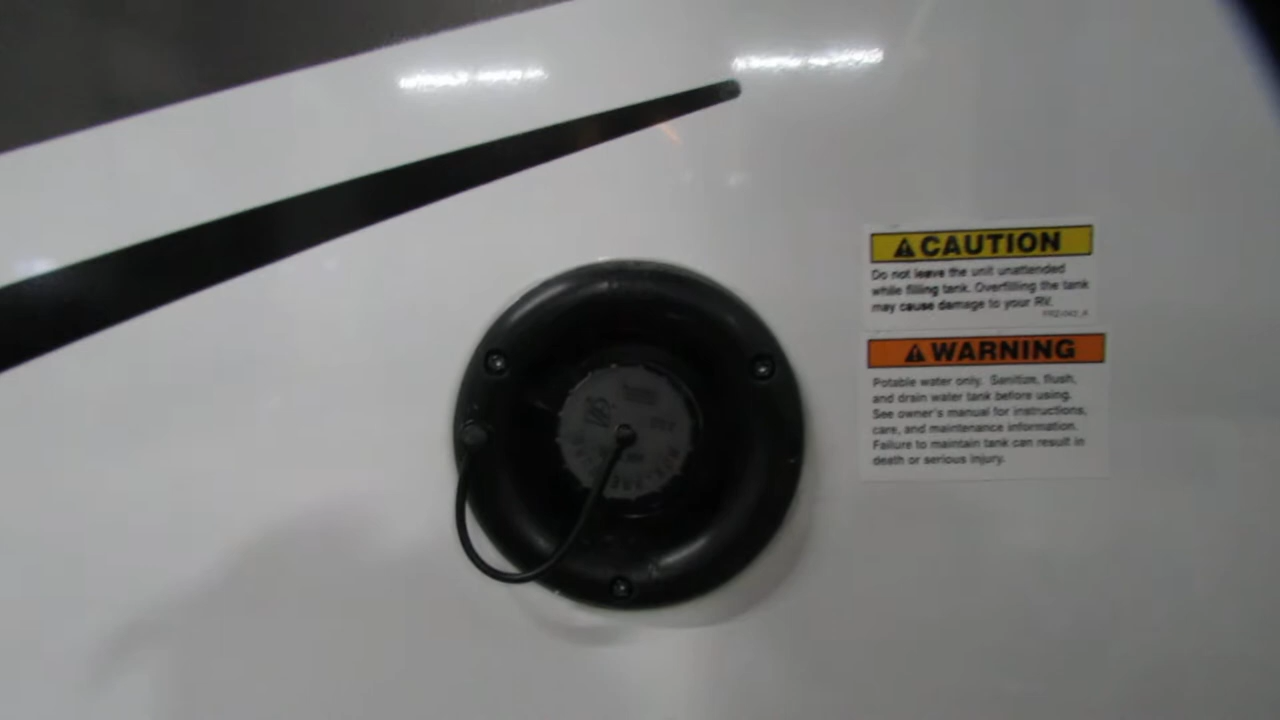 CAUTION
Do not leave the unit unattended
while filling tank. Overfilling the tank
may cause damage to your RV.
WARNING
Potable water only. Sanitize, flush,
and drain water tank before using.
See owner's manual for instructions,
care, and maintenance information.
Failure to maintain tank can result in
death or serious injury.